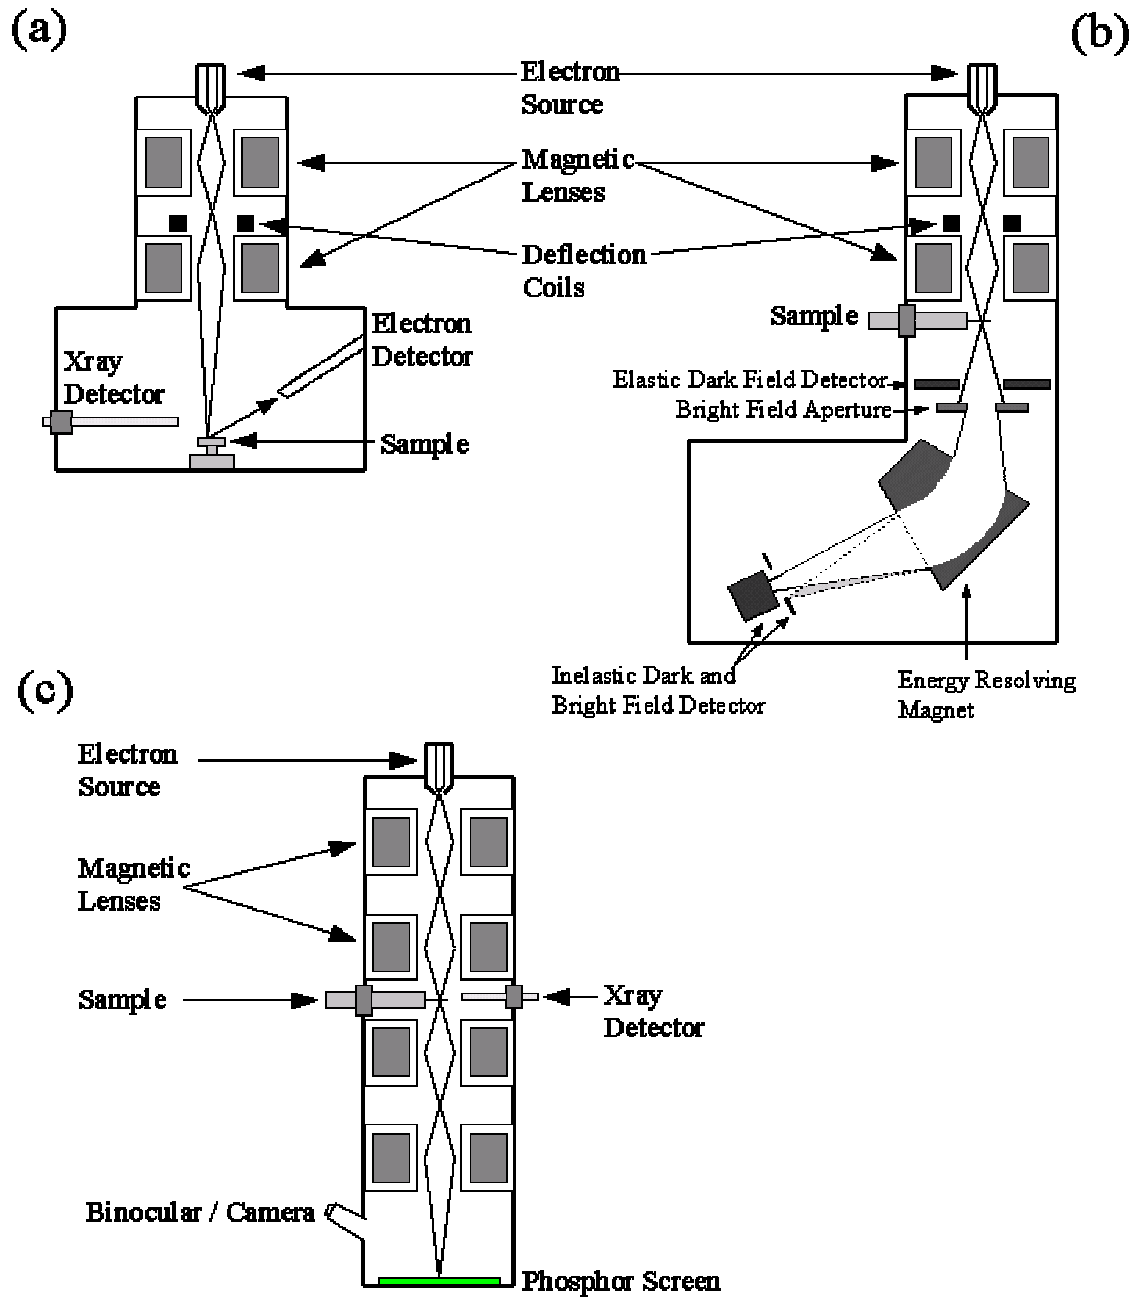 (a)
(b)
Electron
Source
Magnetic
Lenses
Deflection
Coils
Electron
Detector
Xray
Detector
Sample
Sample
Elastic Dark Field Detector
Bright Field Aperture
Inelastic Dark and
Bright Field Detector
Energy Resolving
Magnet
(c)
Electron
Source
Magnetic
Lenses
Sample
Xray
Detector
Binocular / Camera
Phosphor Screen